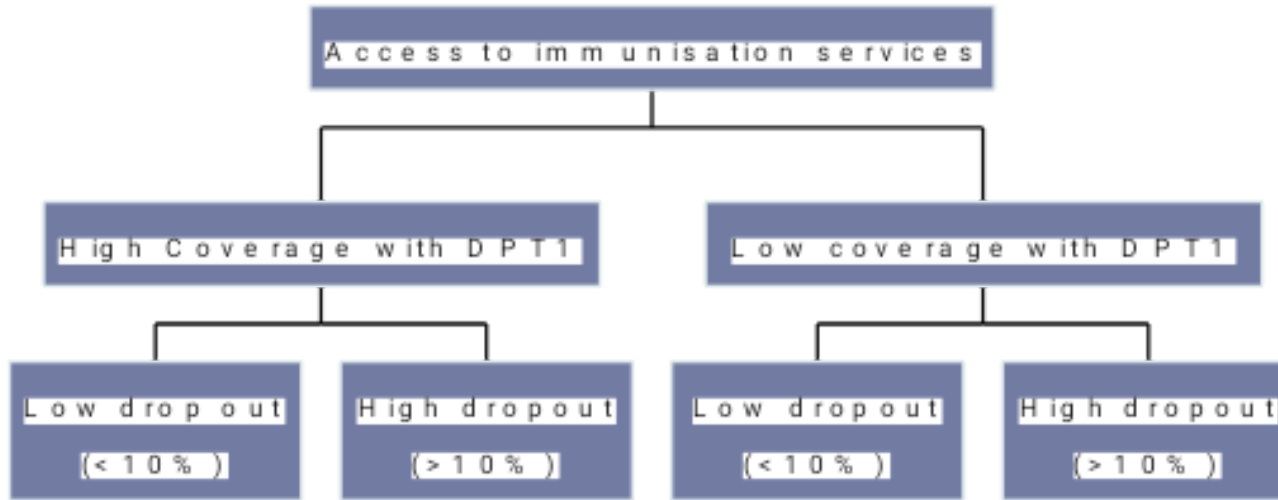 Access to immunisation services
High Coverage with DPT1
Low coverage with DPT1
Low drop out
(<10%)
High dropout
(>10%)
Low dropout
(<10%)
High dropout
(>10%)